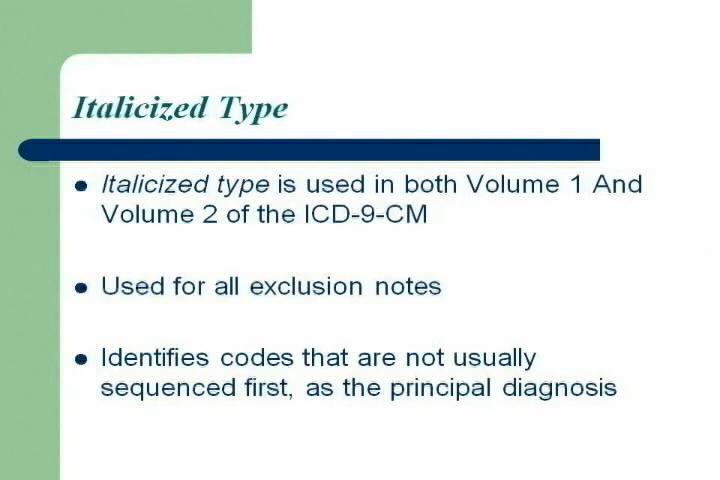 Italicized Type
Italicized type is used in both Volume 1 And
Volume 2 of the ICD-9-CM
Used for all exclusion notes
Identifies codes that are not usually
sequenced first, as the principal diagnosis